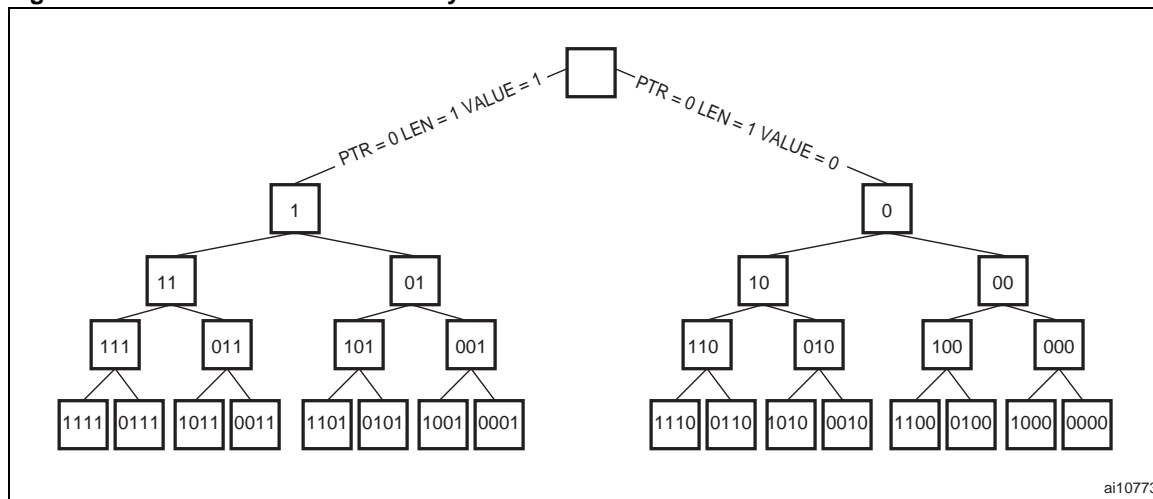 PTR = 0 LEN = 1 VALUE = 1
PTR = 0 LEN = 1 VALUE = 0
1 0
11 01 10 00
111 011 101 001 110 010 100 000
1111 0111 1011 0011 1101 0101 1001 0001 1110 0110 1010 0010 1100 0100 1000 0000
ai10773